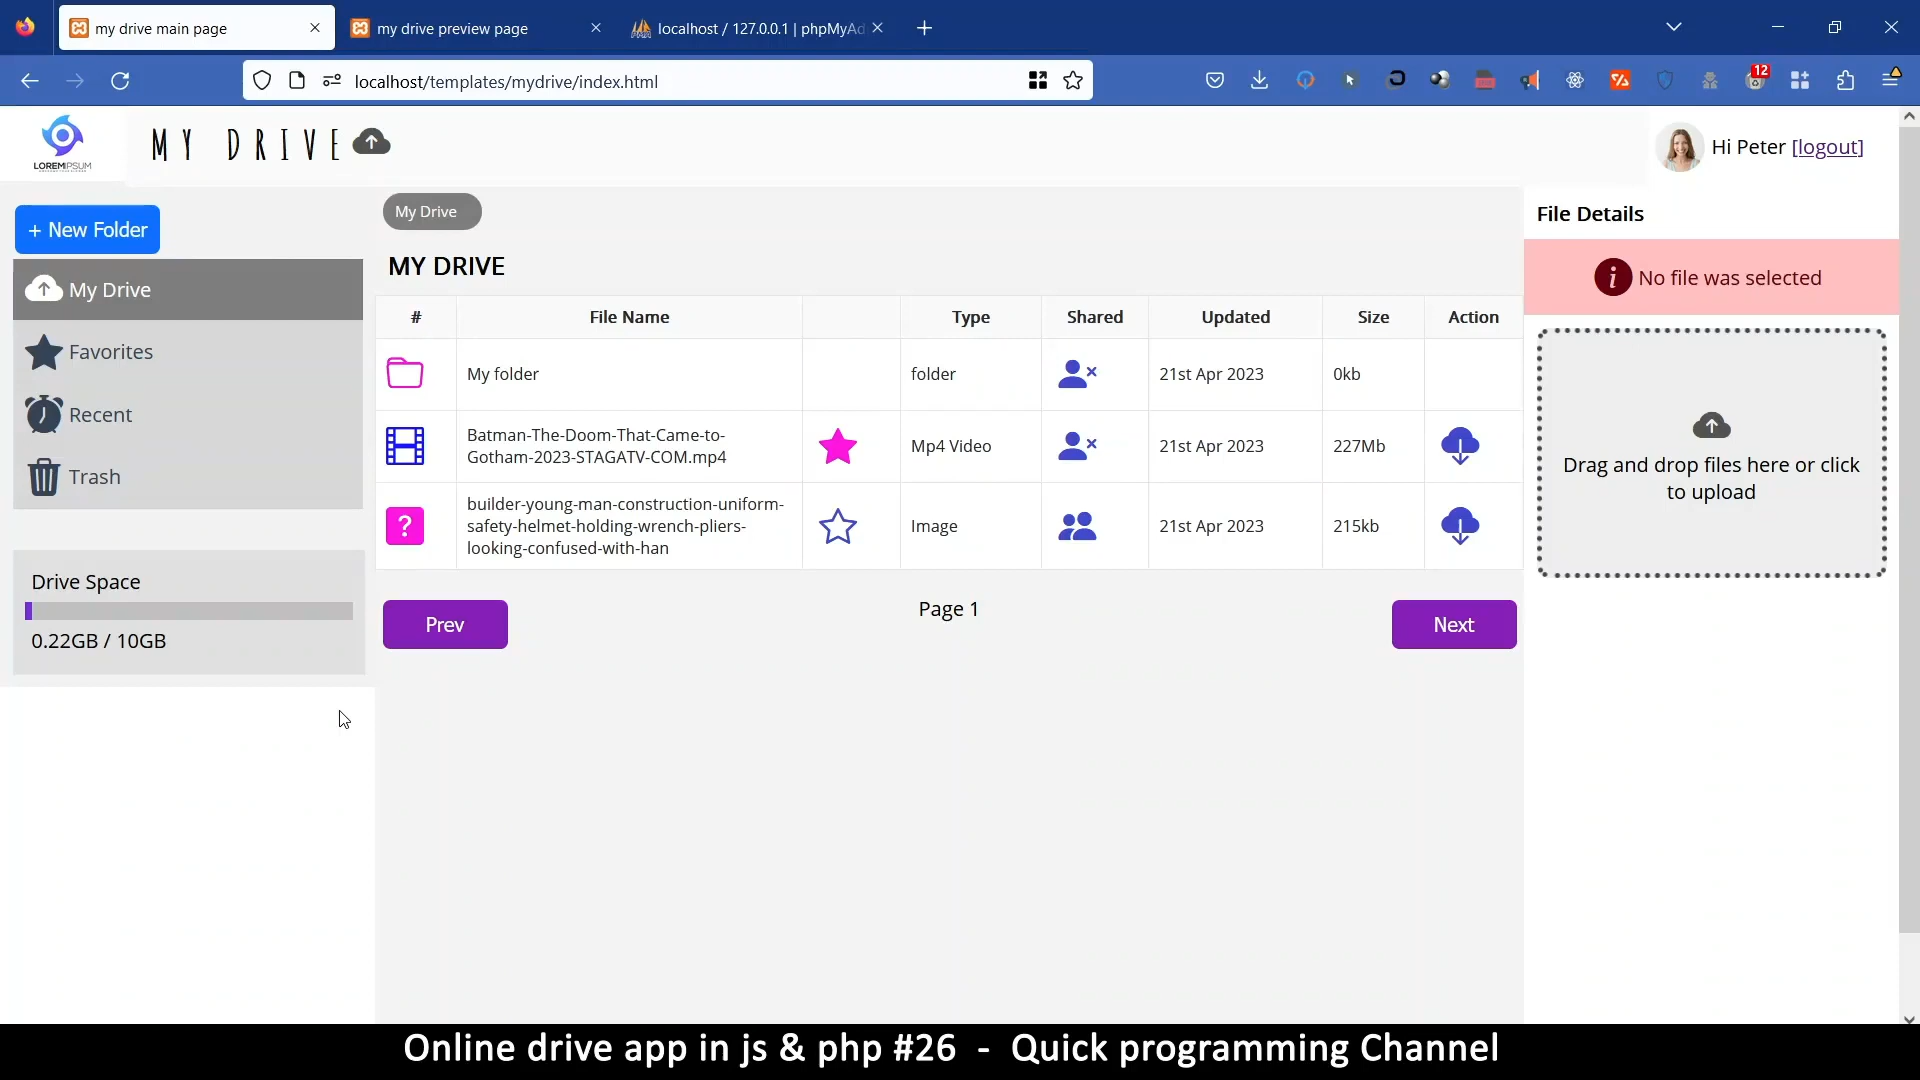 my drive main page
my drive preview page
localhost / 127.0.0.1 | phpMyAd
localhost/templates/mydrive/index.html
12
LOREMIPSUM
MY DRIVE
Hi Peter [logout]
+ New Folder
My Drive
Favorites
Recent
Trash
Drive Space
0.22GB / 10GB
My Drive
MY DRIVE
# File Name Type Shared Updated Size Action
My folder folder 21st Apr 2023 0kb
Batman-The-Doom-That-Came-to-
Gotham-2023-STAGATV-COM.mp4
Mp4 Video 21st Apr 2023 227Mb
builder-young-man-construction-uniform-
safety-helmet-holding-wrench-pliers-
looking-confused-with-han
Image 21st Apr 2023 215kb
Prev
Page 1
Next
File Details
No file was selected
Drag and drop files here or click
to upload
Online drive app in js & php #26 - Quick programming Channel